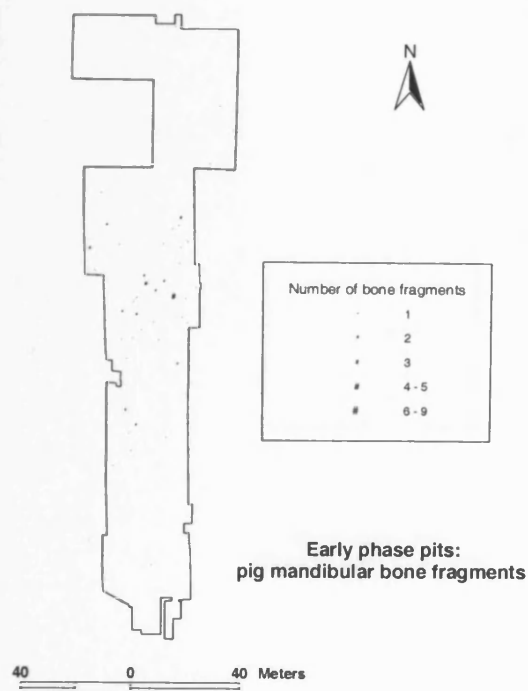 N
Number of bone fragments
1
2
3
4 - 5
6 - 9
Early phase pits:
pig mandibular bone fragments
40 0 40 Meters